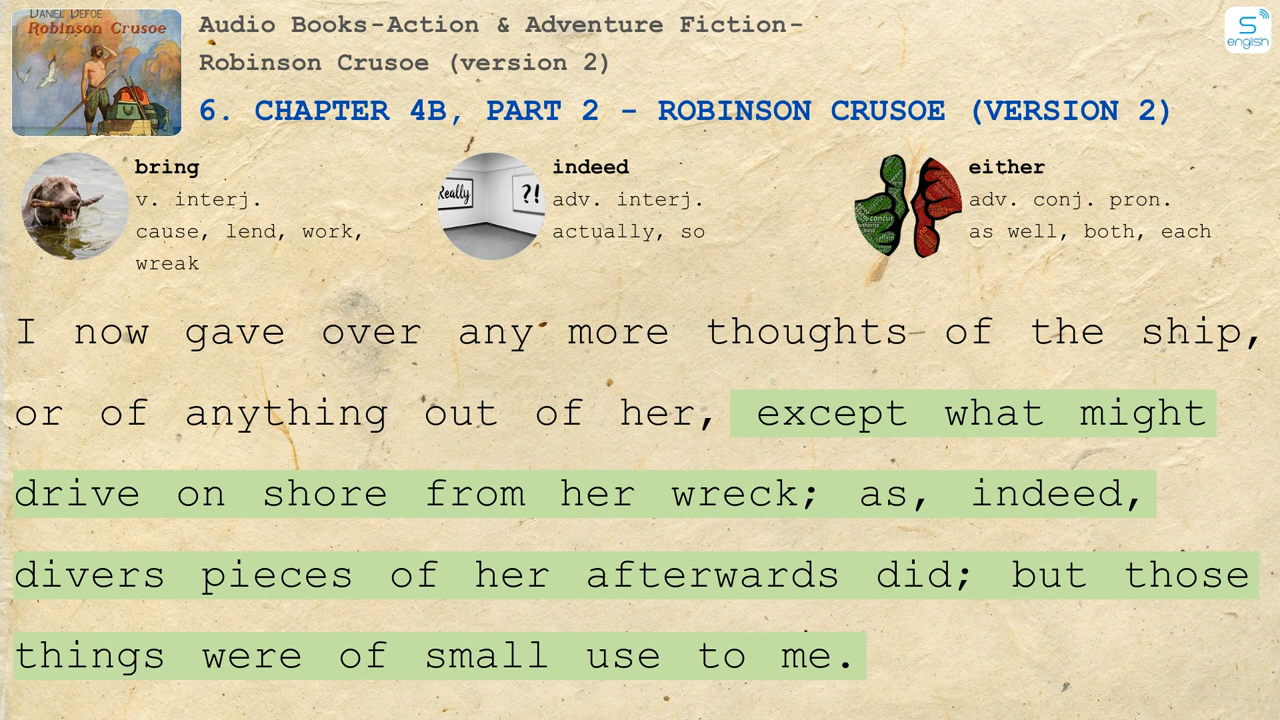 DANIEL DEFOE
Robinson Crusoe
Audio Books-Action & Adventure Fiction-
Robinson Crusoe (version 2)
S
english
6. CHAPTER 4B, PART 2 - ROBINSON CRUSOE (VERSION 2)
bring
v. interj.
cause, lend, work,
wreak
Really
?!
indeed
adv. interj.
actually, so
concur
either
adv. conj. pron.
as well, both, each
I now gave over any more thoughts of the ship,
or of anything out of her, except what might
drive on shore from her wreck; as, indeed,
divers pieces of her afterwards did; but those
things were of small use to me.